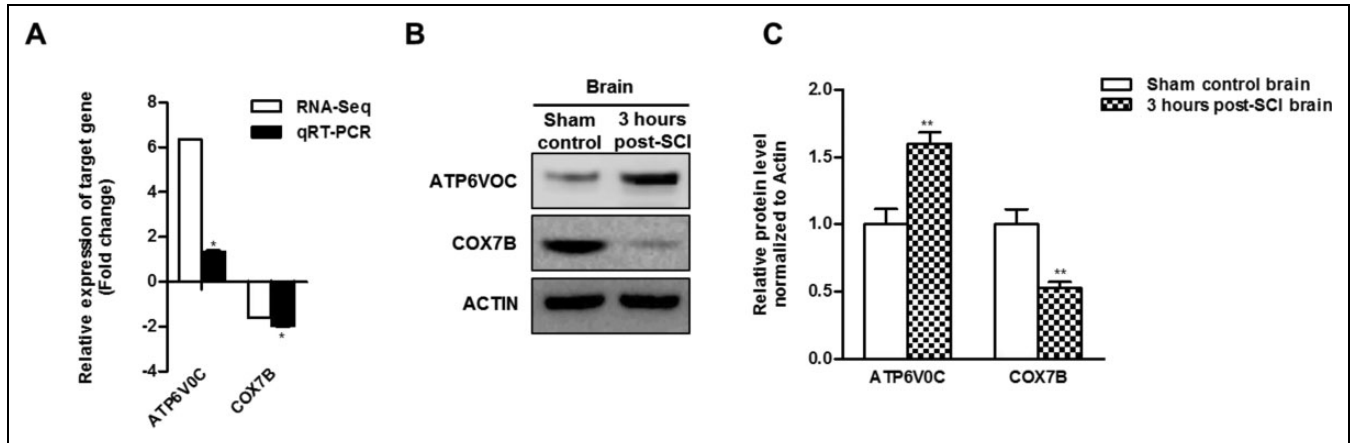 A
Relative expression of target gene
(Fold change)
8
6
4
2
0
-2
-4
RNA-Seq
qRT-PCR
*
*
ATP6V0C
COX7B
B
Brain
Sham
control
3 hours
post-SCI
ATP6VOC
COX7B
ACTIN
C
Relative protein level
normalized to Actin
2.0
1.5
1.0
0.5
0.0
Sham control brain
3 hours post-SCI brain
**
**
ATP6V0C
COX7B